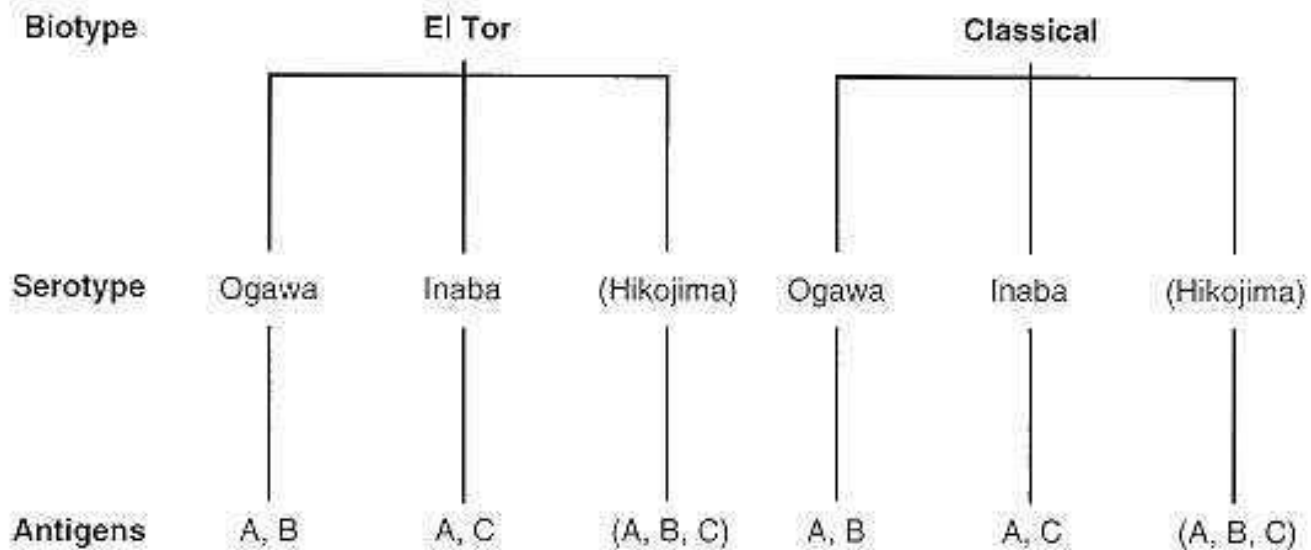 Biotype El Tor Classical
Serotype Ogawa Inaba (Hikojima) Ogawa Inaba (Hikojima)
Antigens A, B A, C (A, B, C) A, B A, C (A, B, C)